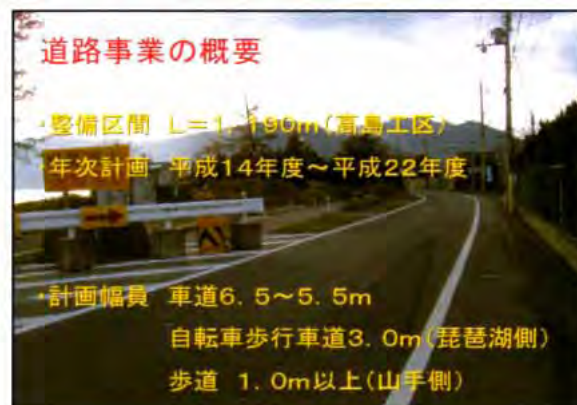 道路事業の概要
・整備区間 L=1,190m(高島工区)
・年次計画 平成14年度~平成22年度
・計画幅員 車道6.5~5.5m
自転車歩行車道3.0m(琵琶湖側)
歩道 1.0m以上(山手側)